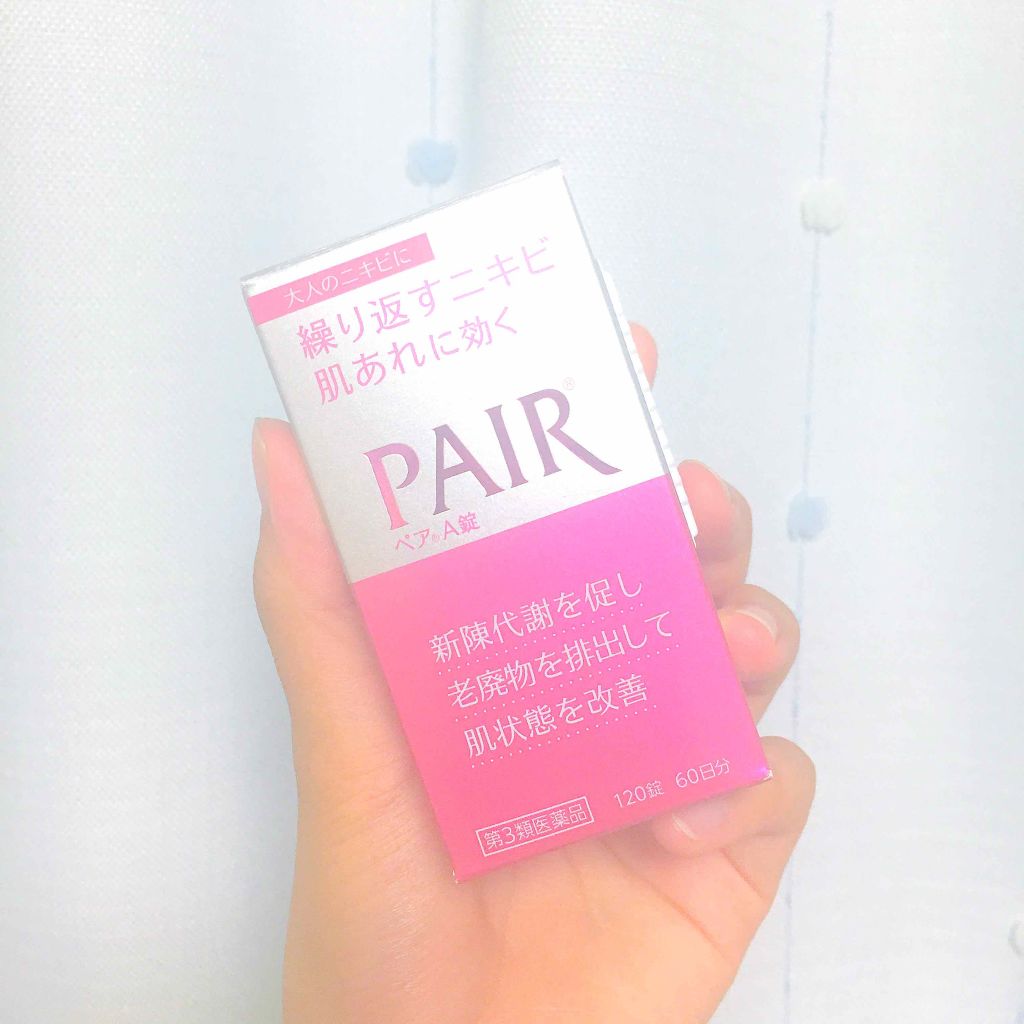 大人のニキビに
繰り返すニキビ
肌あれに効く
PAIR®
ペア®A錠
新陳代謝を促し
老廃物を排出して
肌状態を改善
第3類医薬品 120錠 60日分